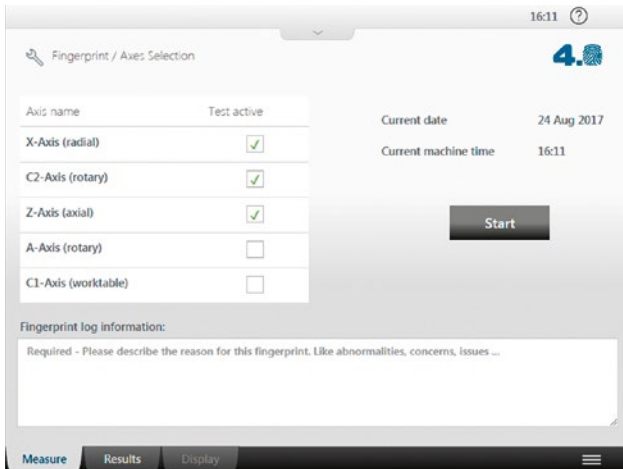 16:11 ?
Fingerprint / Axes Selection
4.0
Axis name Test active
X-Axis (radial)
C2-Axis (rotary)
Z-Axis (axial)
A-Axis (rotary)
C1-Axis (worktable)
Current date 24 Aug 2017
Current machine time 16:11
Start
Fingerprint log information:
Required - Please describe the reason for this fingerprint. Like abnormalities, concerns, issues ...
Measure Results Display